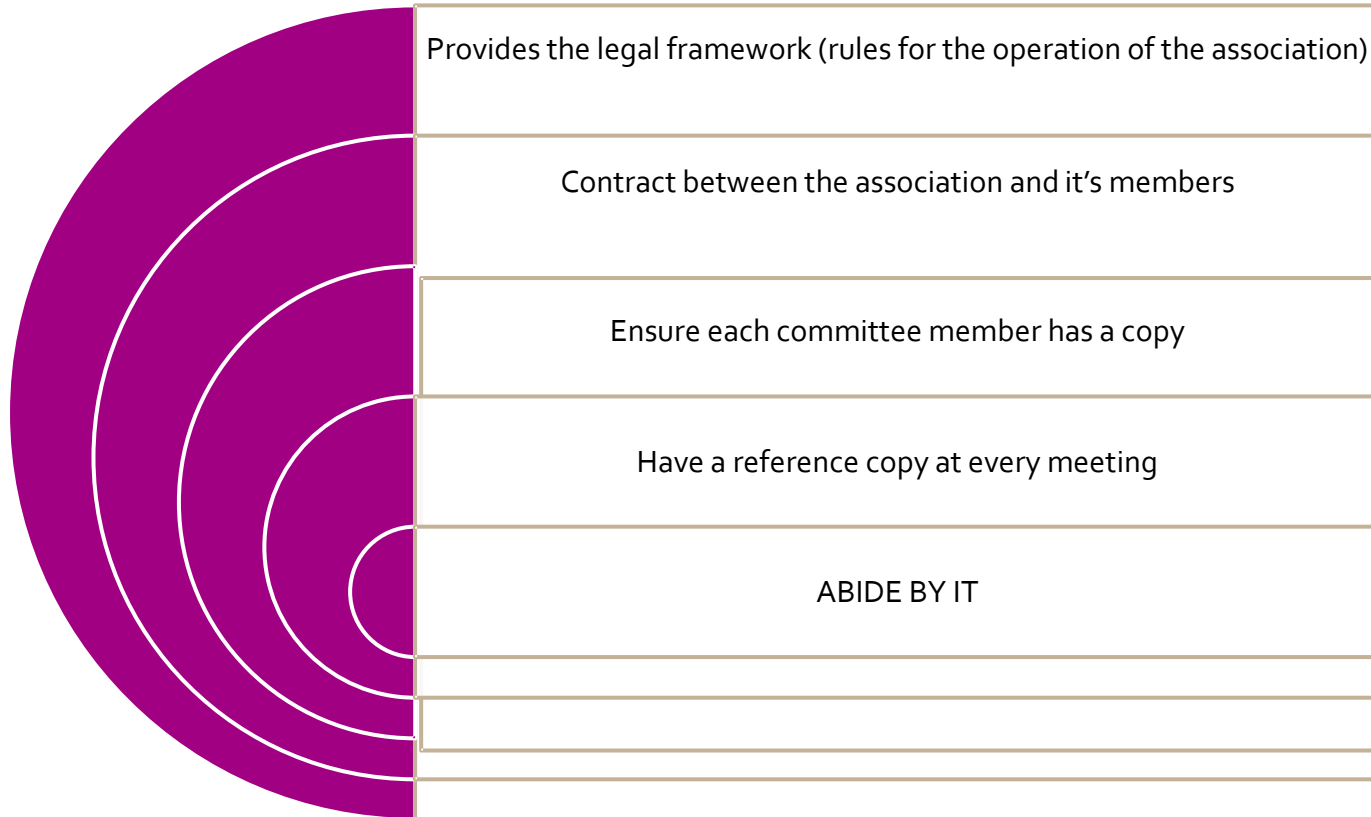 Provides the legal framework (rules for the operation of the association)
Contract between the association and it’s members
Ensure each committee member has a copy
Have a reference copy at every meeting
ABIDE BY IT